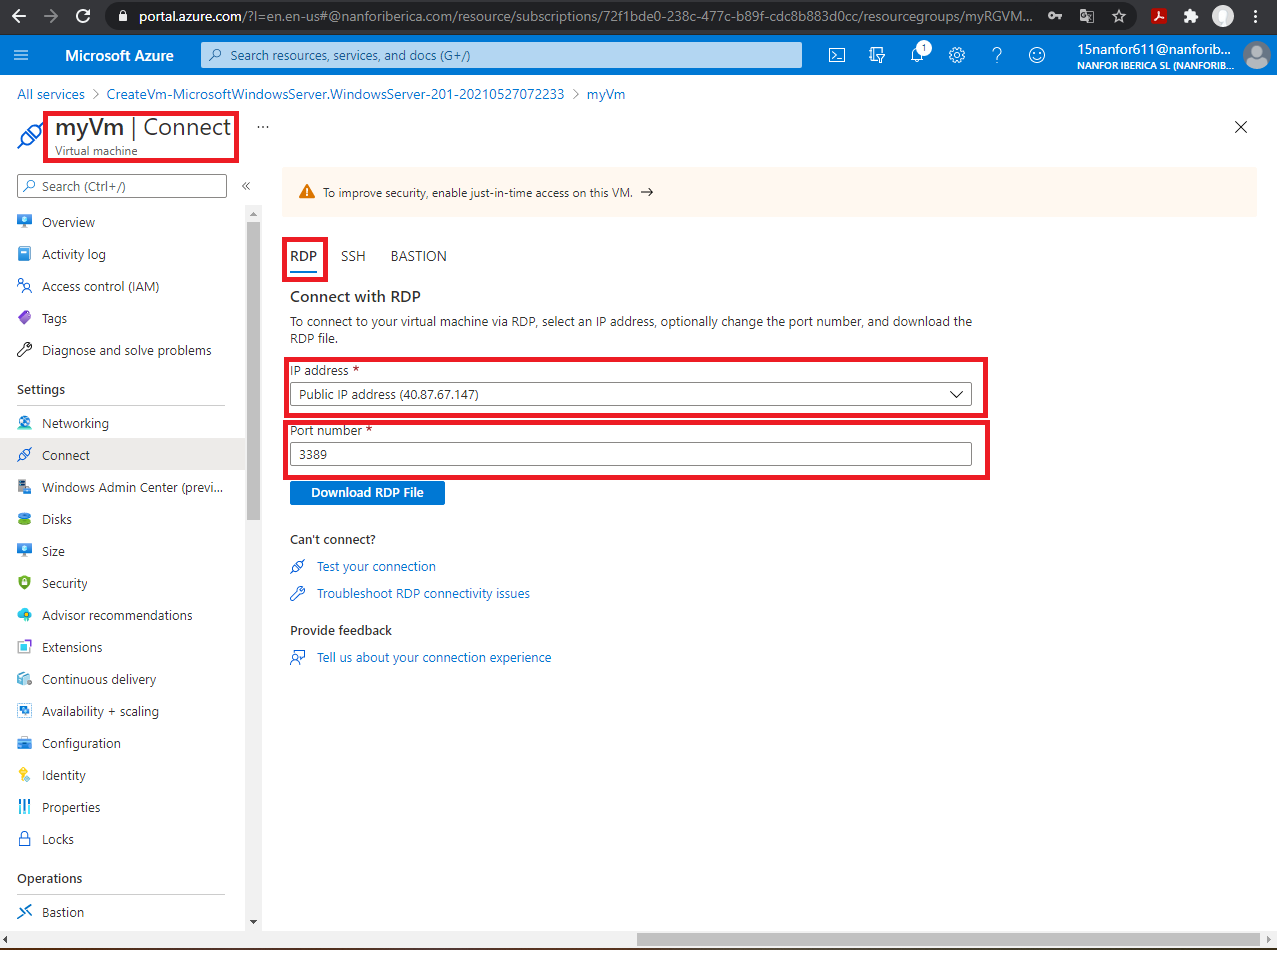 portal.azure.com/?l=en.en-us#@nanforiberica.com/resource/subscriptions/72f1bde0-238c-477c-b89f-cdc8b883d0cc/resourcegroups/myRGVM...
Microsoft Azure
Search resources, services, and docs (G+/)
1
15nanfor611@nanforib...
NANFOR IBERICA SL (NANFORIB...
All services > CreateVm-MicrosoftWindowsServer.WindowsServer-201-20210527072233 > myVm
myVm | Connect ...
Virtual machine
Search (Ctrl+/)
«
Overview
Activity log
Access control (IAM)
Tags
Diagnose and solve problems
Settings
Networking
Connect
Windows Admin Center (previ...
Disks
Size
Security
Advisor recommendations
Extensions
Continuous delivery
Availability + scaling
Configuration
Identity
Properties
Locks
Operations
Bastion
To improve security, enable just-in-time access on this VM. →
RDP SSH BASTION
Connect with RDP
To connect to your virtual machine via RDP, select an IP address, optionally change the port number, and download the
RDP file.
IP address *
Public IP address (40.87.67.147)
Port number *
3389
Download RDP File
Can't connect?
Test your connection
Troubleshoot RDP connectivity issues
Provide feedback
Tell us about your connection experience